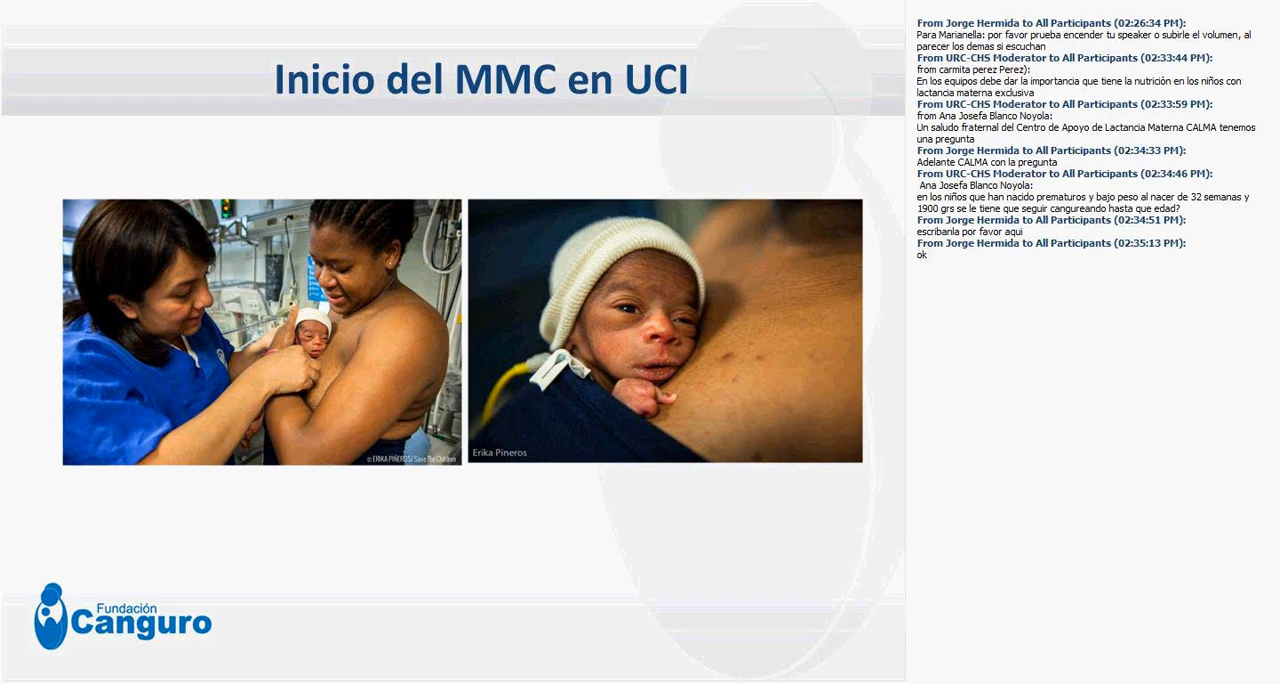 Inicio del MMC en UCI
© ERIKA PIÑEROS/ Save The Children
Erika Pineros
Fundación
Canguro
From Jorge Hermida to All Participants (02:26:34 PM):
Para Marianella: por favor prueba encender tu speaker o subirle el volumen, al
parecer los demas si escuchan
From URC-CHS Moderator to All Participants (02:33:44 PM):
from carmita perez Perez):
En los equipos debe dar la importancia que tiene la nutrición en los niños con
lactancia materna exclusiva
From URC-CHS Moderator to All Participants (02:33:59 PM):
from Ana Josefa Blanco Noyola:
Un saludo fraternal del Centro de Apoyo de Lactancia Materna CALMA tenemos
una pregunta
From Jorge Hermida to All Participants (02:34:33 PM):
Adelante CALMA con la pregunta
From URC-CHS Moderator to All Participants (02:34:46 PM):
Ana Josefa Blanco Noyola:
en los niños que han nacido prematuros y bajo peso al nacer de 32 semanas y
1900 grs se le tiene que seguir cangureando hasta que edad?
From Jorge Hermida to All Participants (02:34:51 PM):
escribanla por favor aqui
From Jorge Hermida to All Participants (02:35:13 PM):
ok